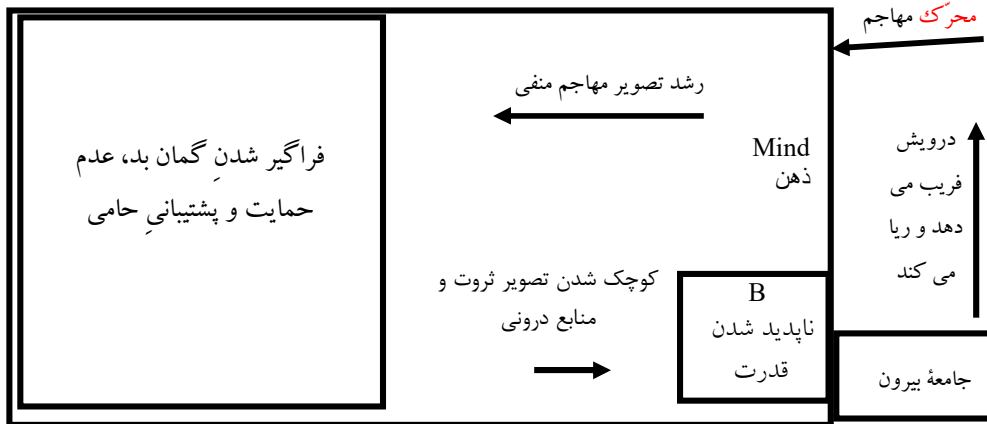 محرّك مهاجم
رشد تصویر مهاجم منفی
درویش
فریب می
دهد و ریا
می کند
Mind
ذهن
فراگیر شدنِ گمان بد، عدم
حمایت و پشتیبانیِ حامی
کوچک شدن تصویر ثروت و
منابع درونی
B
ناپدید شدن
قدرت
جامعۀ بیرون